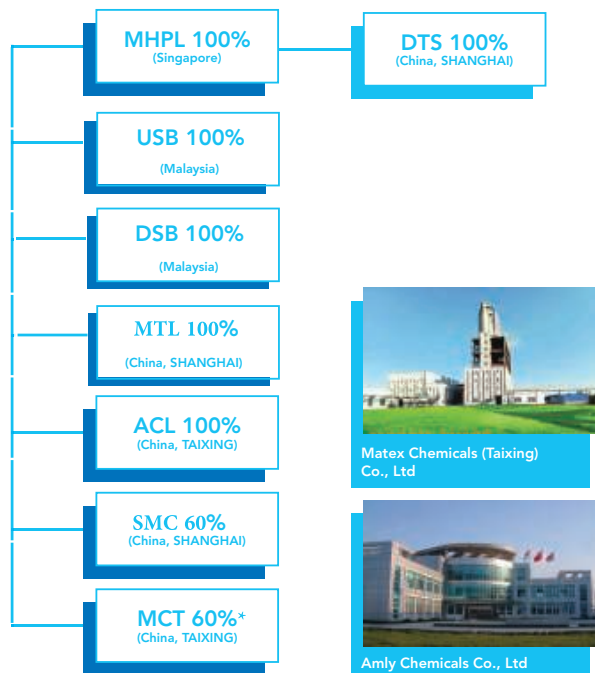 MHPL 100%
(Singapore)
DTS 100%
(China, SHANGHAI)
USB 100%
(Malaysia)
DSB 100%
(Malaysia)
MTL 100%
(China, SHANGHAI)
ACL 100%
(China, TAIXING)
SMC 60%
(China, SHANGHAI)
MCT 60%*
(China, TAIXING)
Matex Chemicals (Taixing)
Co., Ltd
Amly Chemicals Co., Ltd